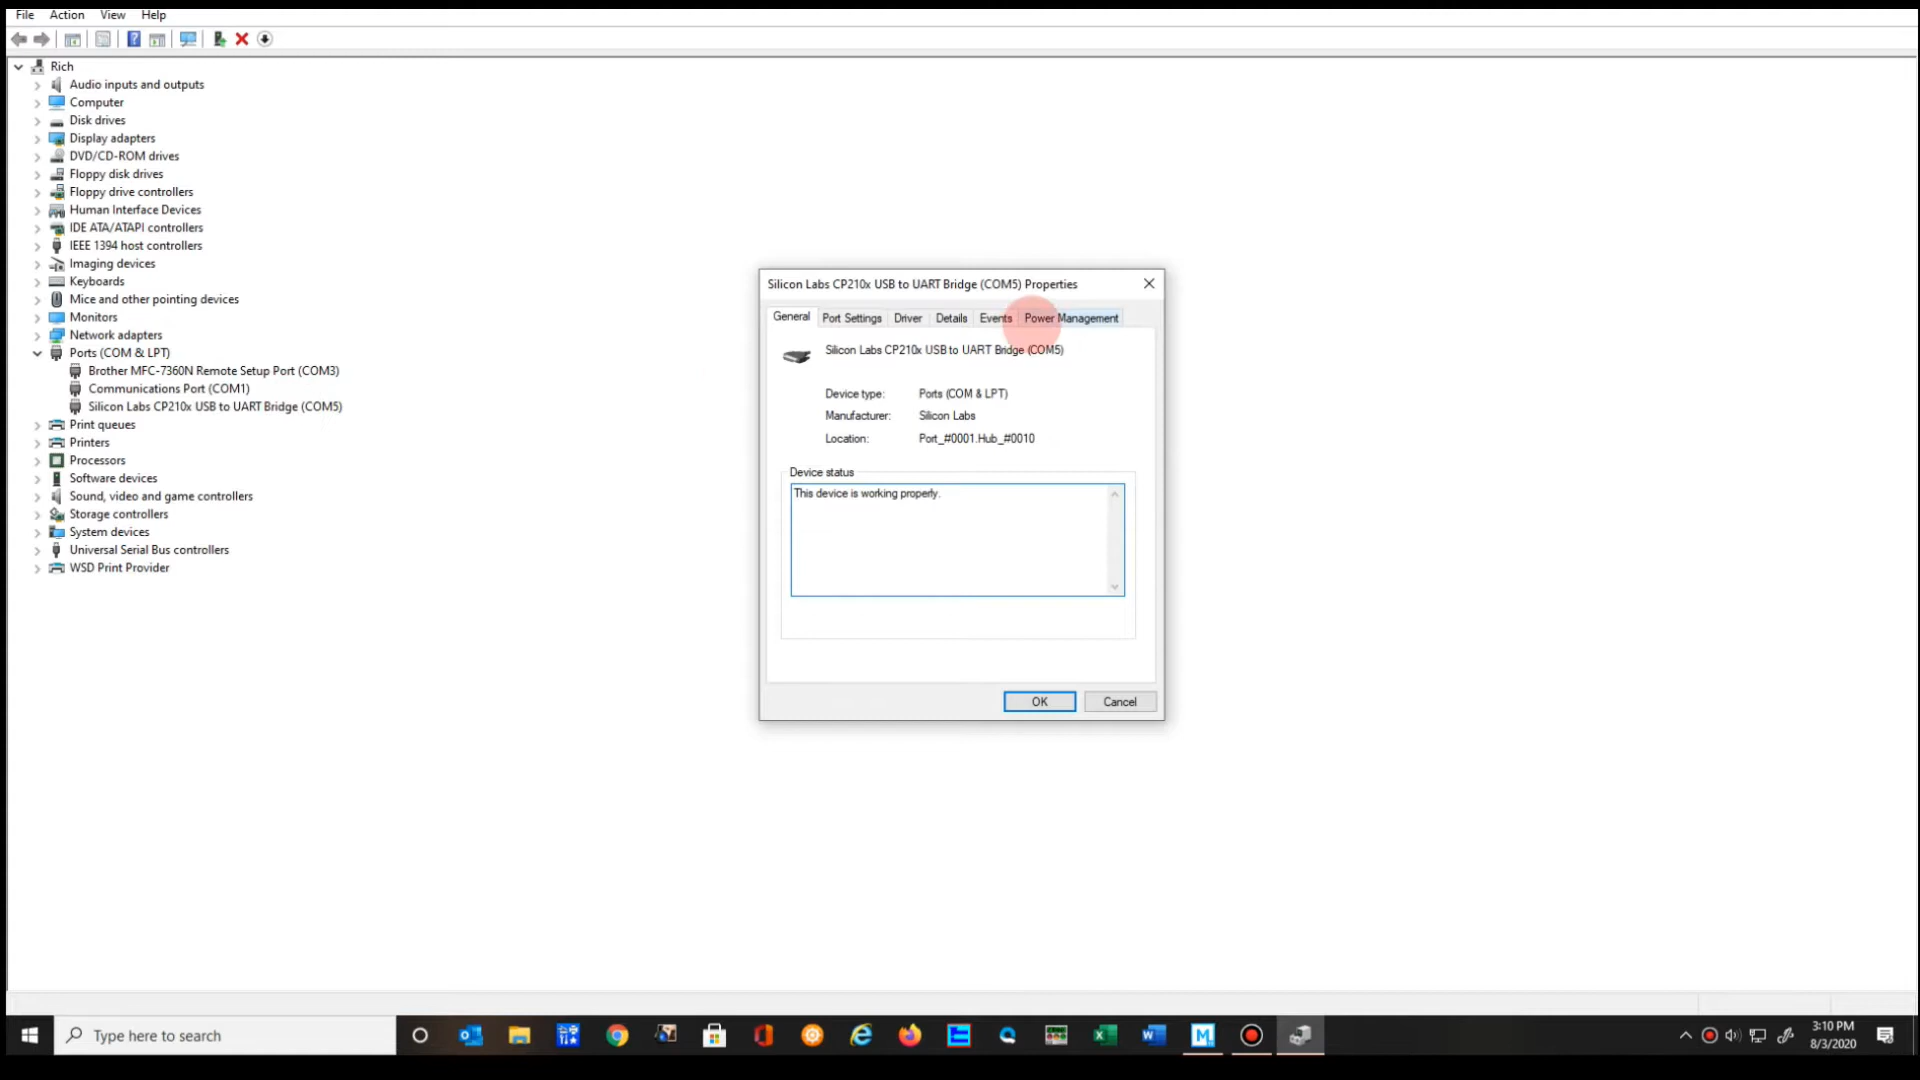 File Action View Help
Rich
Audio inputs and outputs
Computer
Disk drives
Display adapters
DVD/CD-ROM drives
Floppy disk drives
Floppy drive controllers
Human Interface Devices
IDE ATA/ATAPI controllers
IEEE 1394 host controllers
Imaging devices
Keyboards
Mice and other pointing devices
Monitors
Network adapters
Ports (COM & LPT)
Brother MFC-7360N Remote Setup Port (COM3)
Communications Port (COM1)
Silicon Labs CP210x USB to UART Bridge (COM5)
Print queues
Printers
Processors
Software devices
Sound, video and game controllers
Storage controllers
System devices
Universal Serial Bus controllers
WSD Print Provider
Silicon Labs CP210x USB to UART Bridge (COM5) Properties
General Port Settings Driver Details Events Power Management
Silicon Labs CP210x USB to UART Bridge (COM5)
Device type: Ports (COM & LPT)
Manufacturer: Silicon Labs
Location: Port_#0001.Hub_#0010
Device status
This device is working properly.
OK Cancel
Type here to search
3:10 PM
8/3/2020